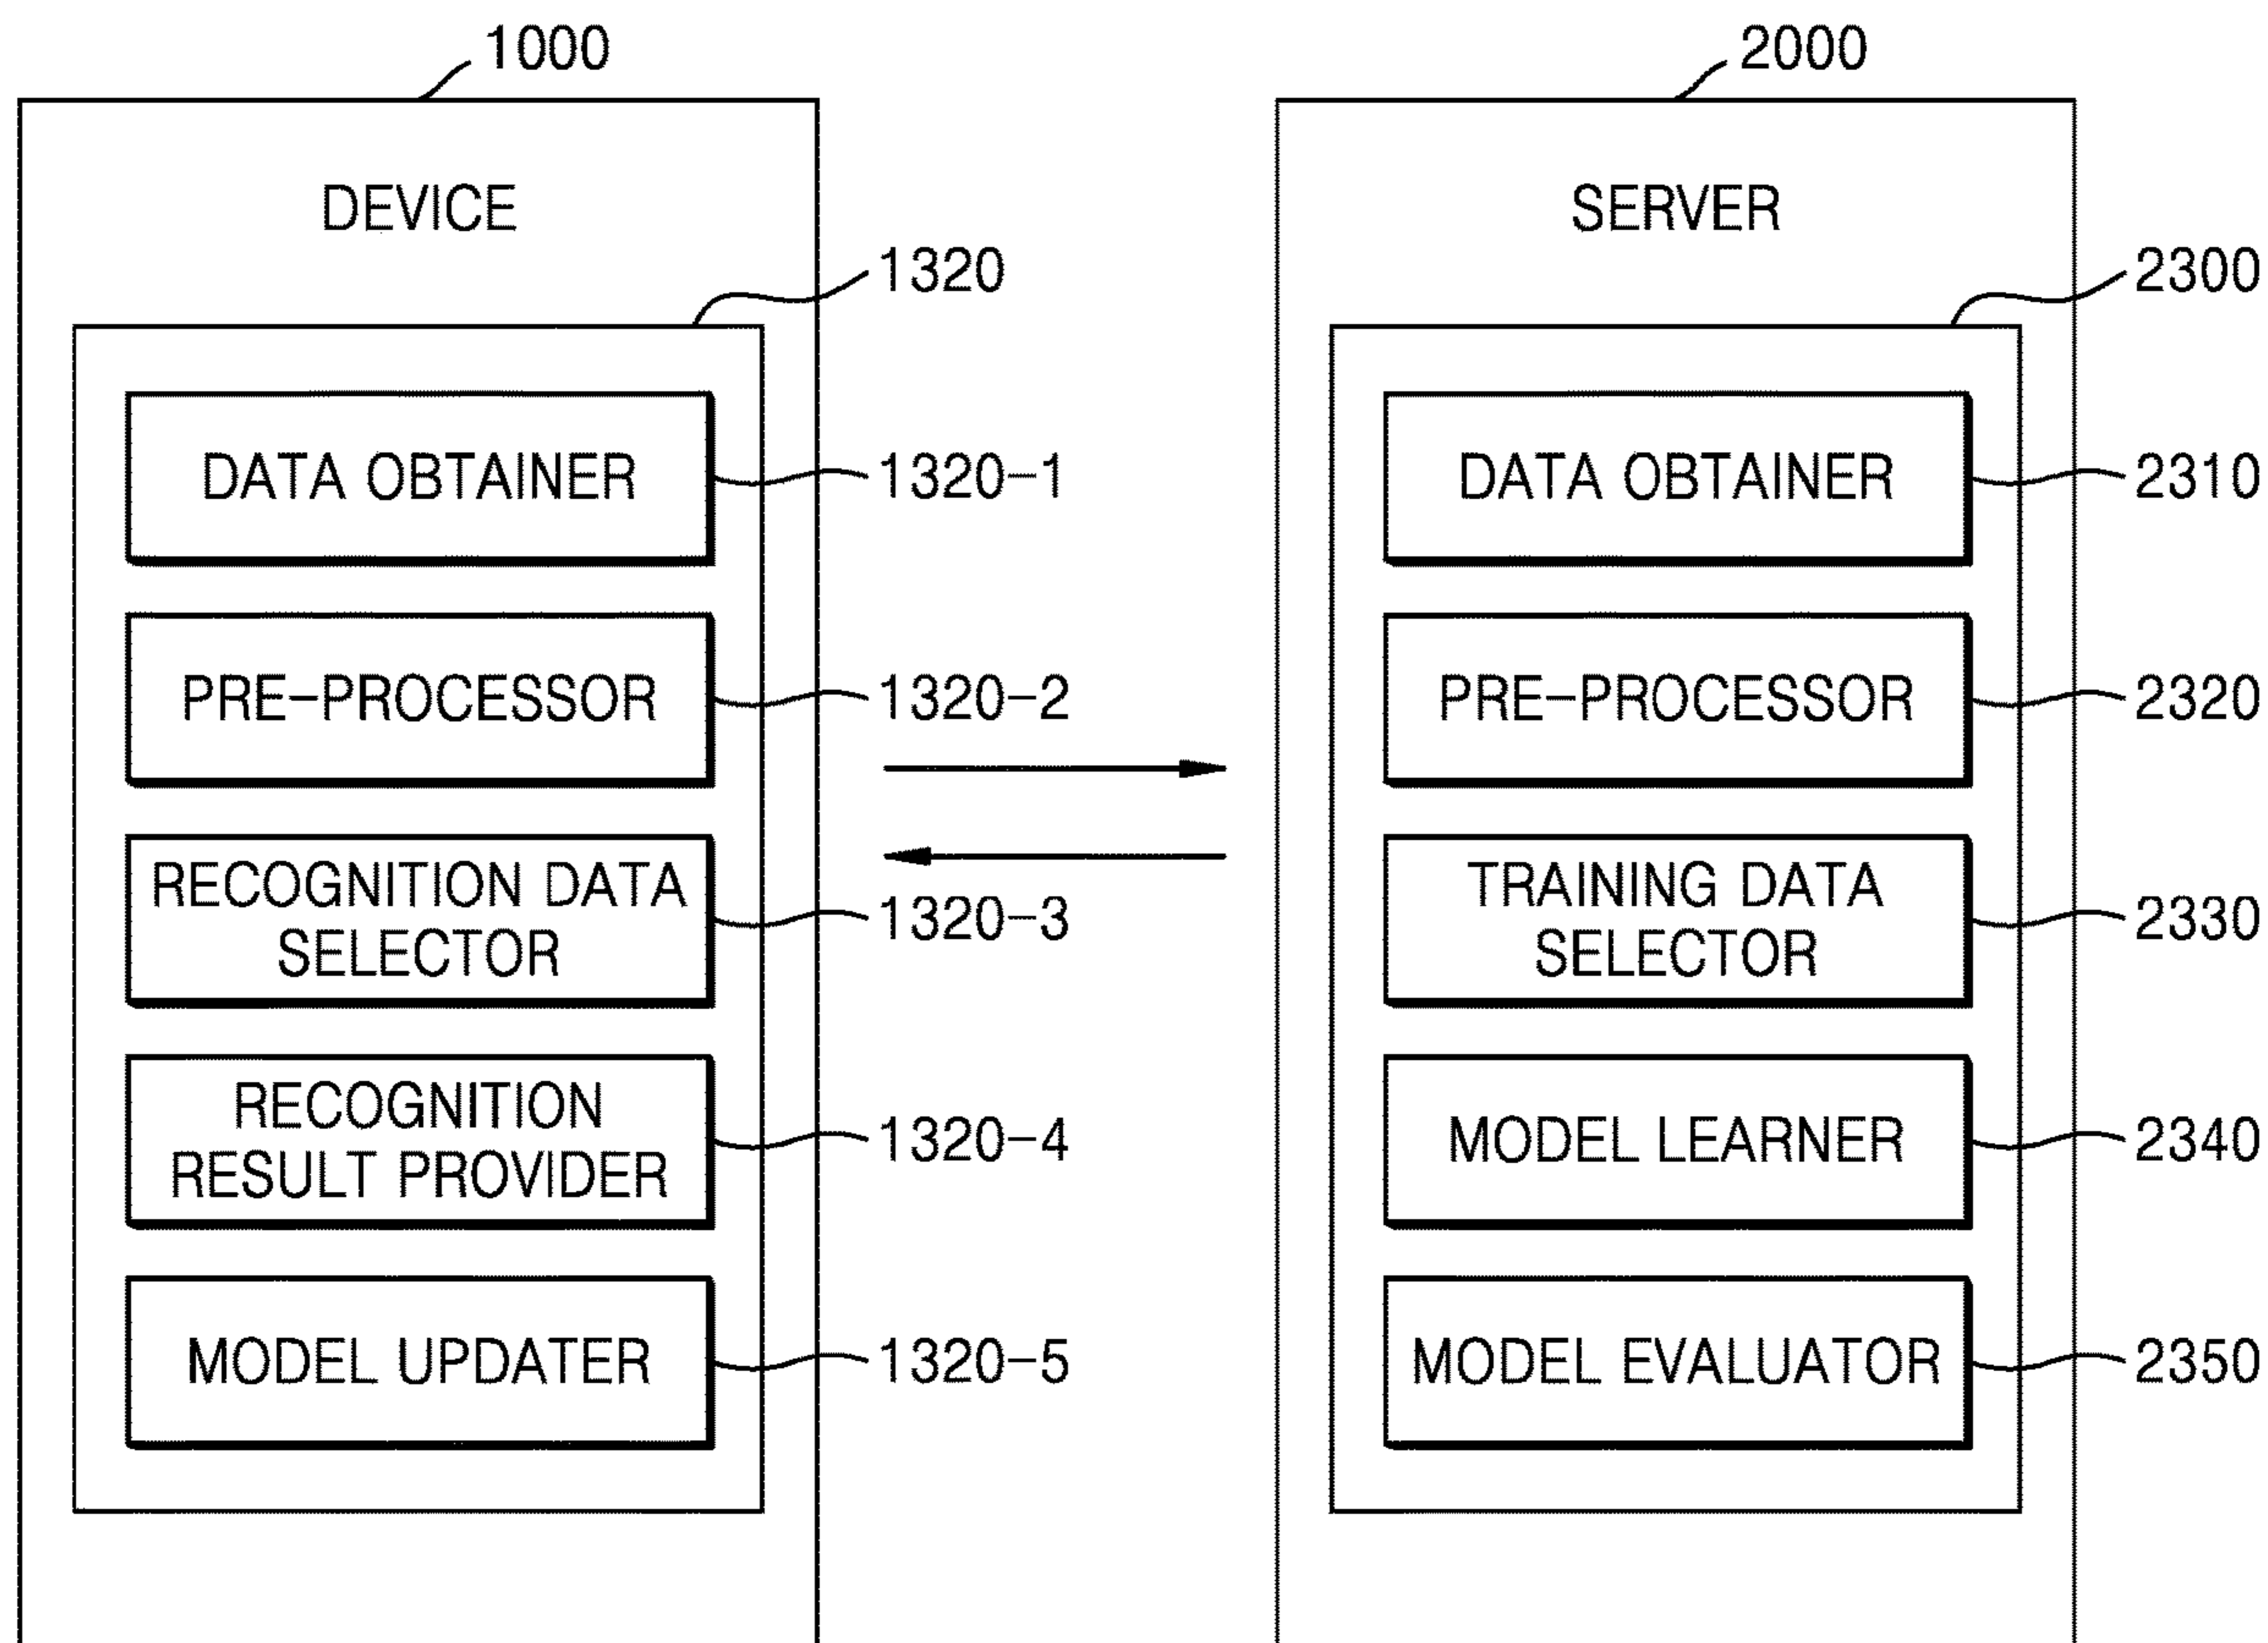 1000
DEVICE
1320
DATA OBTAINER
1320-1
PRE-PROCESSOR
1320-2
RECOGNITION DATA
SELECTOR
1320-3
RECOGNITION
RESULT PROVIDER
1320-4
MODEL UPDATER
1320-5
2000
SERVER
2300
DATA OBTAINER
2310
PRE-PROCESSOR
2320
TRAINING DATA
SELECTOR
2330
MODEL LEARNER
2340
MODEL EVALUATOR
2350